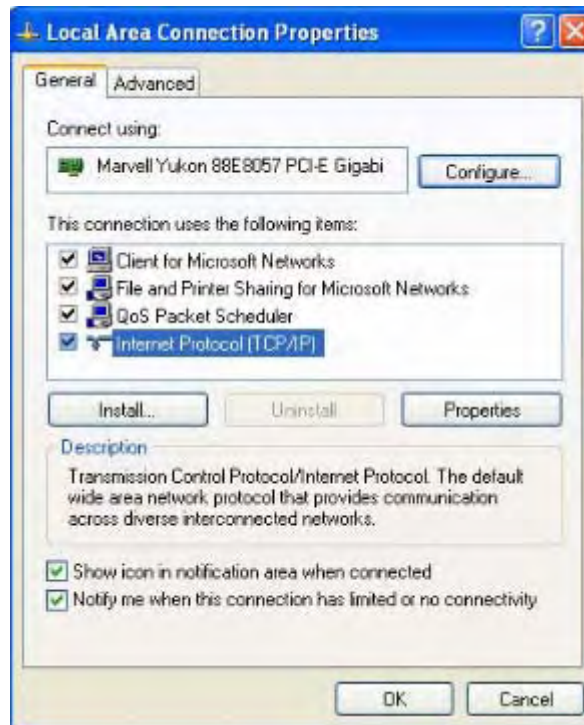 Local Area Connection Properties
General Advanced
Connect using:
Marvell Yukon 88E8057 PCI-E Gigabi Configure...
This connection uses the following items:
Client for Microsoft Networks
File and Printer Sharing for Microsoft Networks
QoS Packet Scheduler
Internet Protocol (TCP/IP)
Install... Uninstall Properties
Description
Transmission Control Protocol/Internet Protocol. The default
wide area network protocol that provides communication
across diverse interconnected networks.
Show icon in notification area when connected
Notify me when this connection has limited or no connectivity
OK Cancel